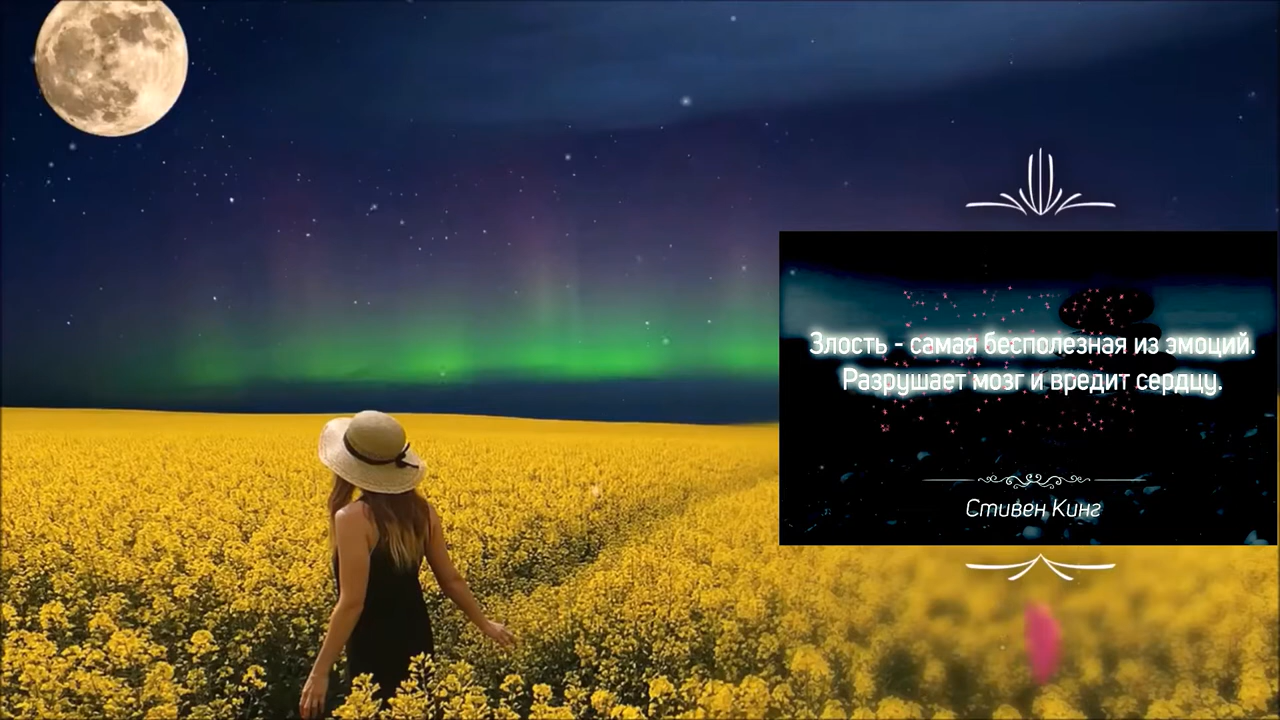 Злость - самая бесполезная из эмоций.
Разрушает мозг и вредит сердцу.
Стивен Кинг